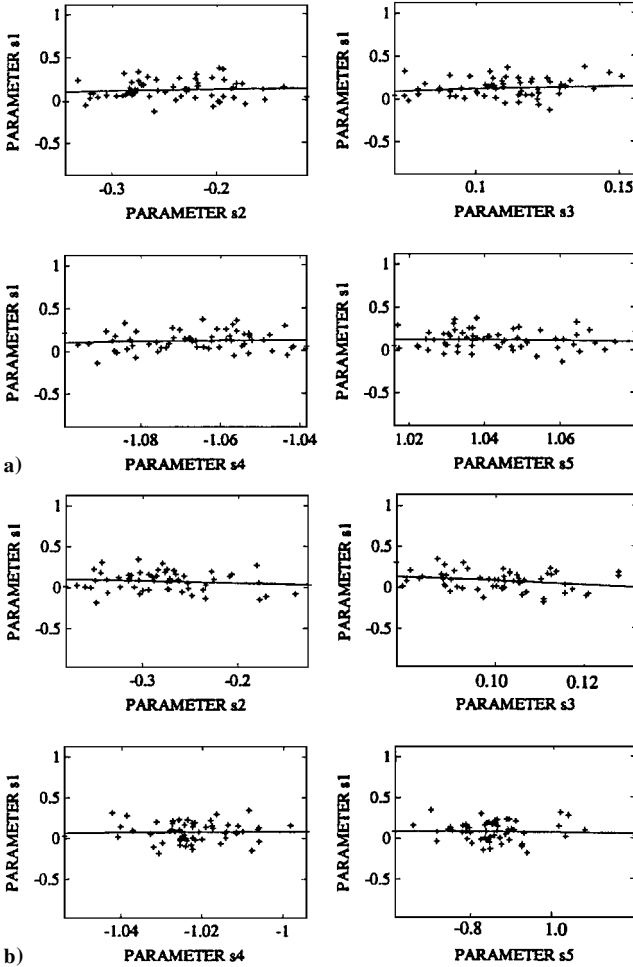 1
0.5
0
-0.5
PARAMETER s1
-0.3 -0.2
PARAMETER s2
1
0.5
0
-0.5
PARAMETER s1
0.1 0.15
PARAMETER s3
1
0.5
0
-0.5
PARAMETER s1
-1.08 -1.06 -1.04
PARAMETER s4
1
0.5
0
-0.5
PARAMETER s1
1.02 1.04 1.06
PARAMETER s5
a)
1
0.5
0
-0.5
PARAMETER s1
-0.3 -0.2
PARAMETER s2
1
0.5
0
-0.5
PARAMETER s1
0.10 0.12
PARAMETER s3
1
0.5
0
-0.5
PARAMETER s1
-1.04 -1.02 -1
PARAMETER s4
1
0.5
0
-0.5
PARAMETER s1
-0.8 1.0
PARAMETER s5
b)